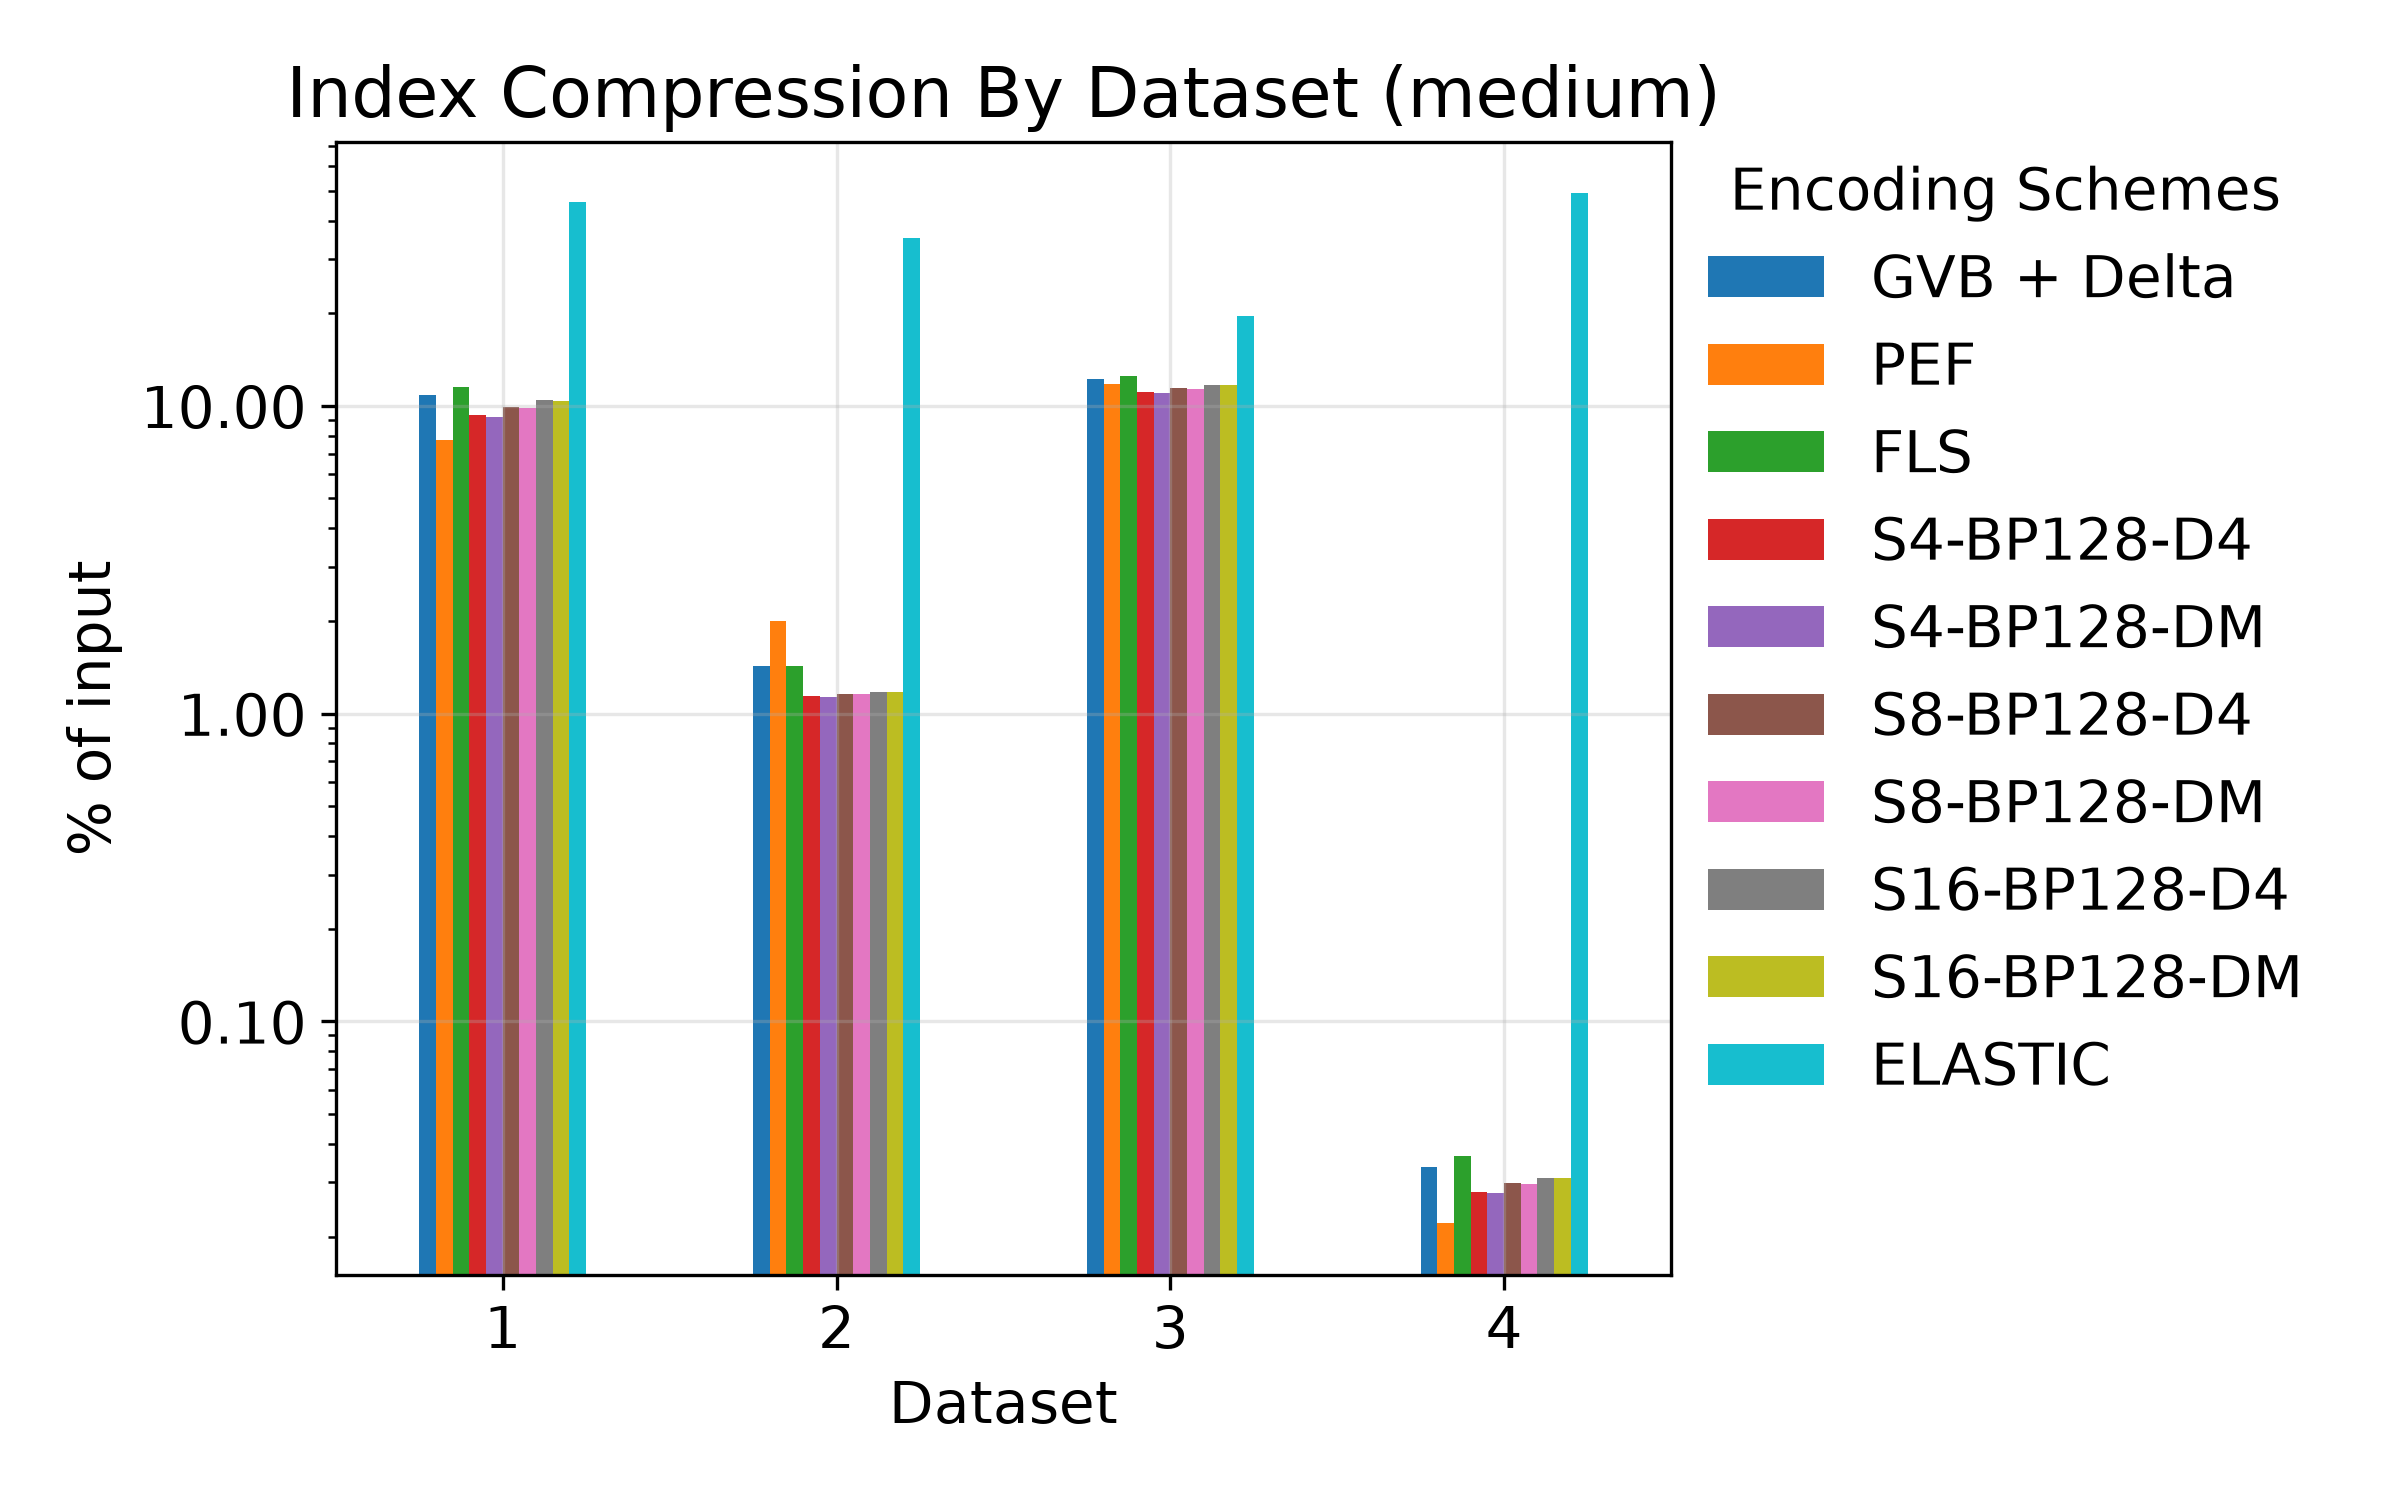 Index Compression By Dataset (medium)
% of input
10.00
1.00
0.10
1 2 3 4
Dataset
Encoding Schemes
GVB + Delta
PEF
FLS
S4-BP128-D4
S4-BP128-DM
S8-BP128-D4
S8-BP128-DM
S16-BP128-D4
S16-BP128-DM
ELASTIC